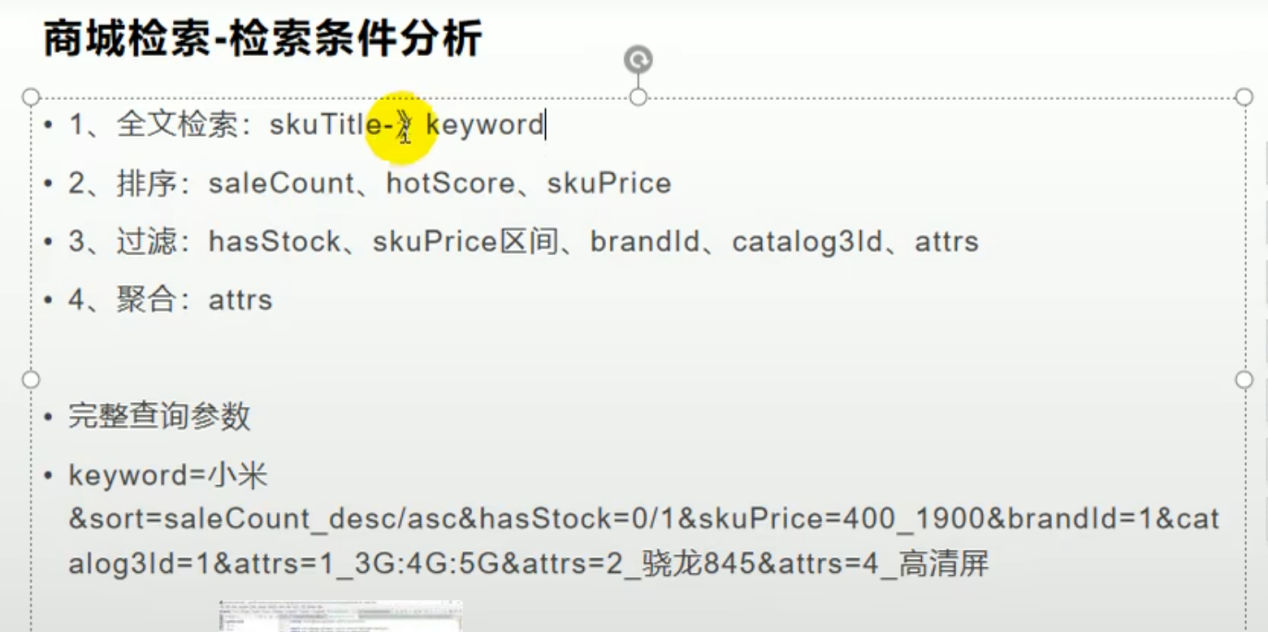 商城检索-检索条件分析
• 1、全文检索：skuTitle-》keyword
• 2、排序：saleCount、hotScore、skuPrice
• 3、过滤：hasStock、skuPrice区间、brandId、catalog3Id、attrs
• 4、聚合：attrs
• 完整查询参数
• keyword=小米
&sort=saleCount_desc/asc&hasStock=0/1&skuPrice=400_1900&brandId=1&cat
alog3Id=1&attrs=1_3G:4G:5G&attrs=2_骁龙845&attrs=4_高清屏